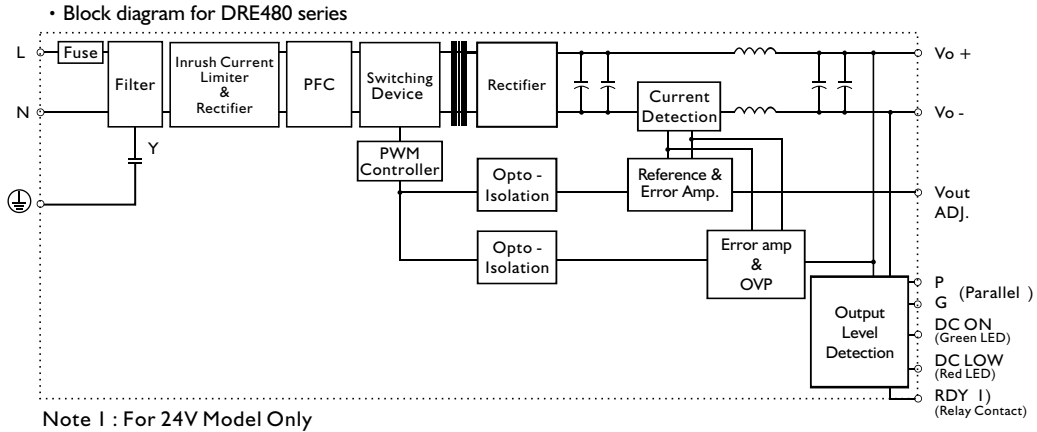 • Block diagram for DRE480 series
L
Fuse
Filter
Inrush Current
Limiter
&
Rectifier
PFC
Switching
Device
Rectifier
Current
Detection
Vo +
N
Vo -
Y
PWM
Controller
Opto -
Isolation
Reference &
Error Amp.
Vout
ADJ.
Opto -
Isolation
Error amp
&
OVP
Output
Level
Detection
P
G
(Parallel )
DC ON
(Green LED)
DC LOW
(Red LED)
RDY 1)
(Relay Contact)
Note 1 : For 24V Model Only